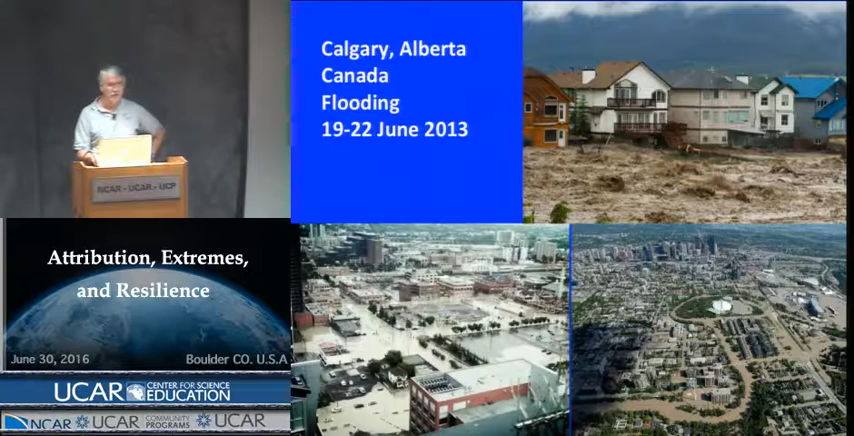 NCAR - UCAR - UCP
Calgary, Alberta
Canada
Flooding
19-22 June 2013
Attribution, Extremes,
and Resilience
June 30, 2016
Boulder CO. U.S.A
UCAR CENTER FOR SCIENCE
EDUCATION
NCAR UCAR COMMUNITY
PROGRAMS UCAR